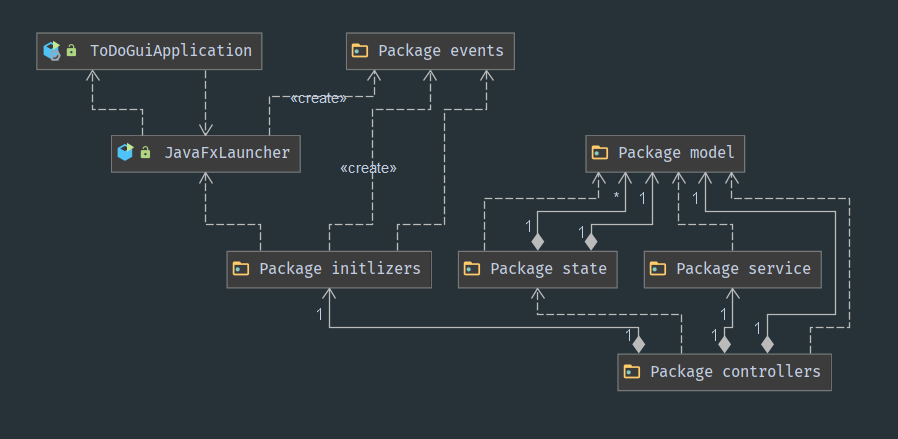 ToDoGuiApplication
Package events
«create»
JavaFxLauncher
Package model
«create»
* 1 1
1 1
Package initlizers
Package state
Package service
1 1 1 1 1
Package controllers